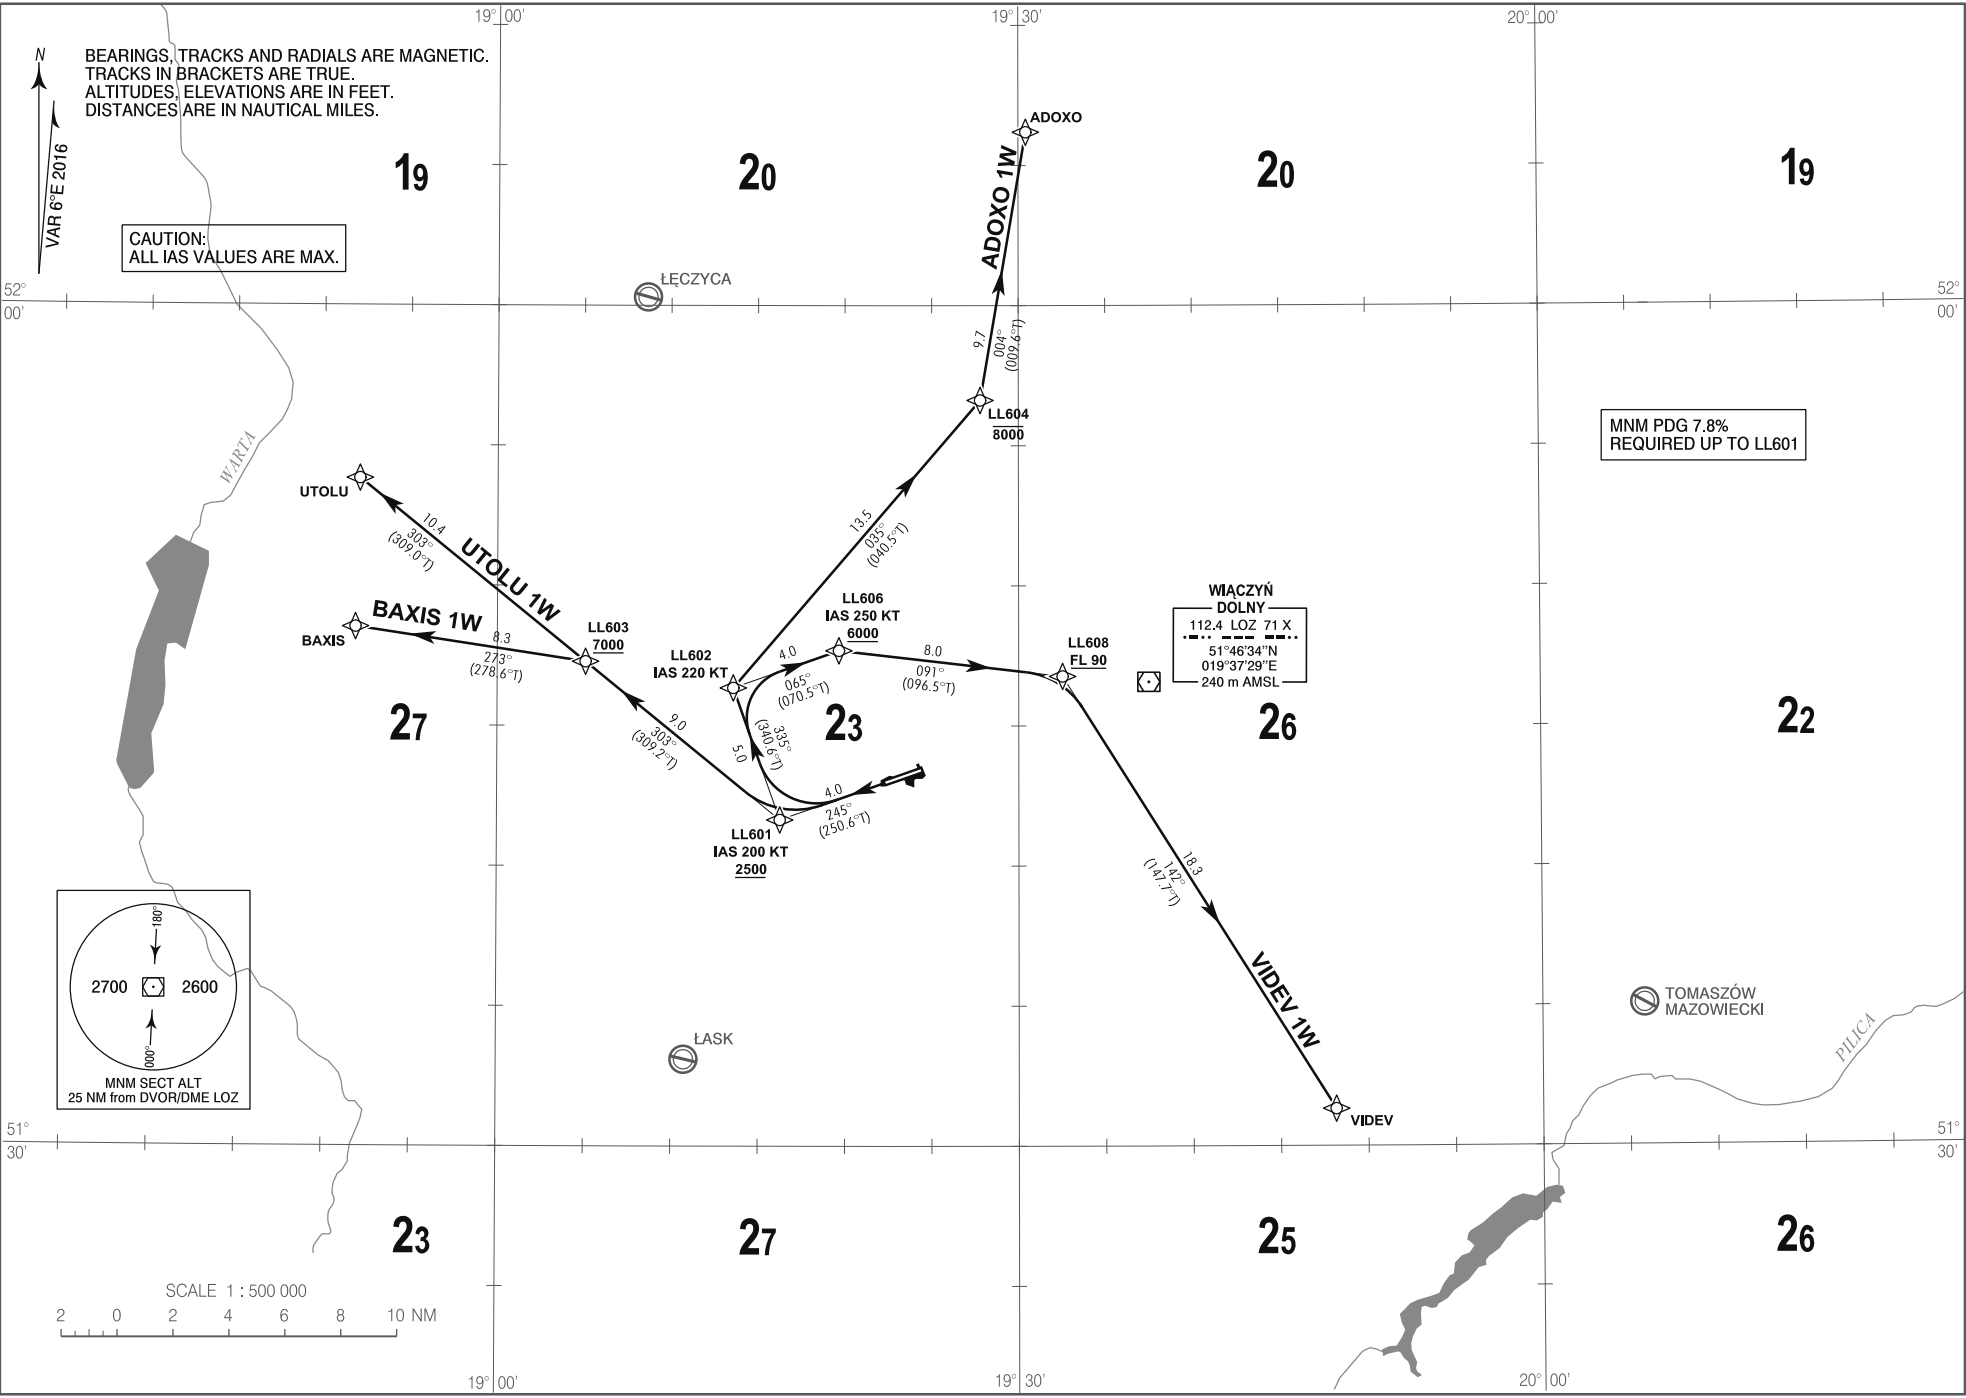 19° 00'
19° 30'
20° 00'
N
VAR 6°E 2016
BEARINGS, TRACKS AND RADIALS ARE MAGNETIC.
TRACKS IN BRACKETS ARE TRUE.
ALTITUDES, ELEVATIONS ARE IN FEET.
DISTANCES ARE IN NAUTICAL MILES.
CAUTION:
ALL IAS VALUES ARE MAX.
19
20
20
19
ADOXO
ADOXO 1W
ŁĘCZYCA
52°
00'
52°
00'
9.7
004°
(009.6°T)
LL604
8000
MNM PDG 7.8%
REQUIRED UP TO LL601
WARTA
UTOLU
10.4
303°
(309.0°T)
UTOLU 1W
13.5
035°
(040.5°T)
BAXIS
BAXIS 1W
8.3
273°
(278.6°T)
LL603
7000
LL602
IAS 220 KT
LL606
IAS 250 KT
6000
4.0
065°
(070.5°T)
8.0
091°
(096.5°T)
LL608
FL 90
WIĄCZYŃ
DOLNY
112.4 LOZ 71 X
51°46'34"N
019°37'29"E
240 m AMSL
27
23
26
22
9.0
303°
(309.2°T)
5.0
335°
(340.6°T)
4.0
245°
(250.6°T)
LL601
IAS 200 KT
2500
18.3
142°
(147.7°T)
VIDEV 1W
VIDEV
180°
2700
2600
000°
MNM SECT ALT
25 NM from DVOR/DME LOZ
ŁASK
TOMASZÓW
MAZOWIECKI
PILICA
51°
30'
51°
30'
23
27
25
26
SCALE 1 : 500 000
2 0 2 4 6 8 10 NM
19° 00'
19° 30'
20° 00'